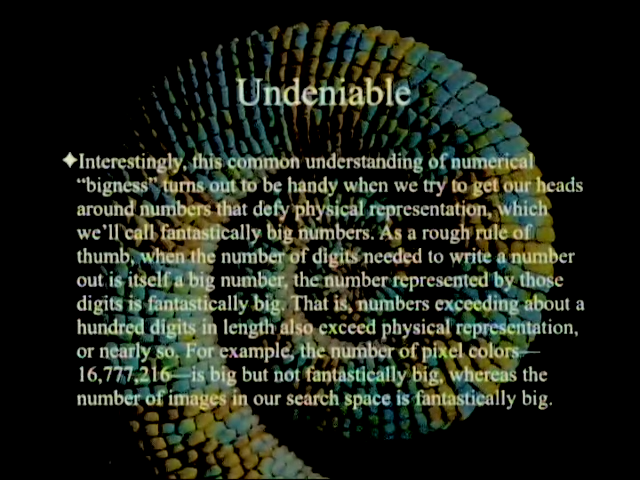 Undeniable
✦Interestingly, this common understanding of numerical
“bigness” turns out to be handy when we try to get our heads
around numbers that defy physical representation, which
we’ll call fantastically big numbers. As a rough rule of
thumb, when the number of digits needed to write a number
out is itself a big number, the number represented by those
digits is fantastically big. That is, numbers exceeding about a
hundred digits in length also exceed physical representation,
or nearly so. For example, the number of pixel colors—
16,777,216—is big but not fantastically big, whereas the
number of images in our search space is fantastically big.